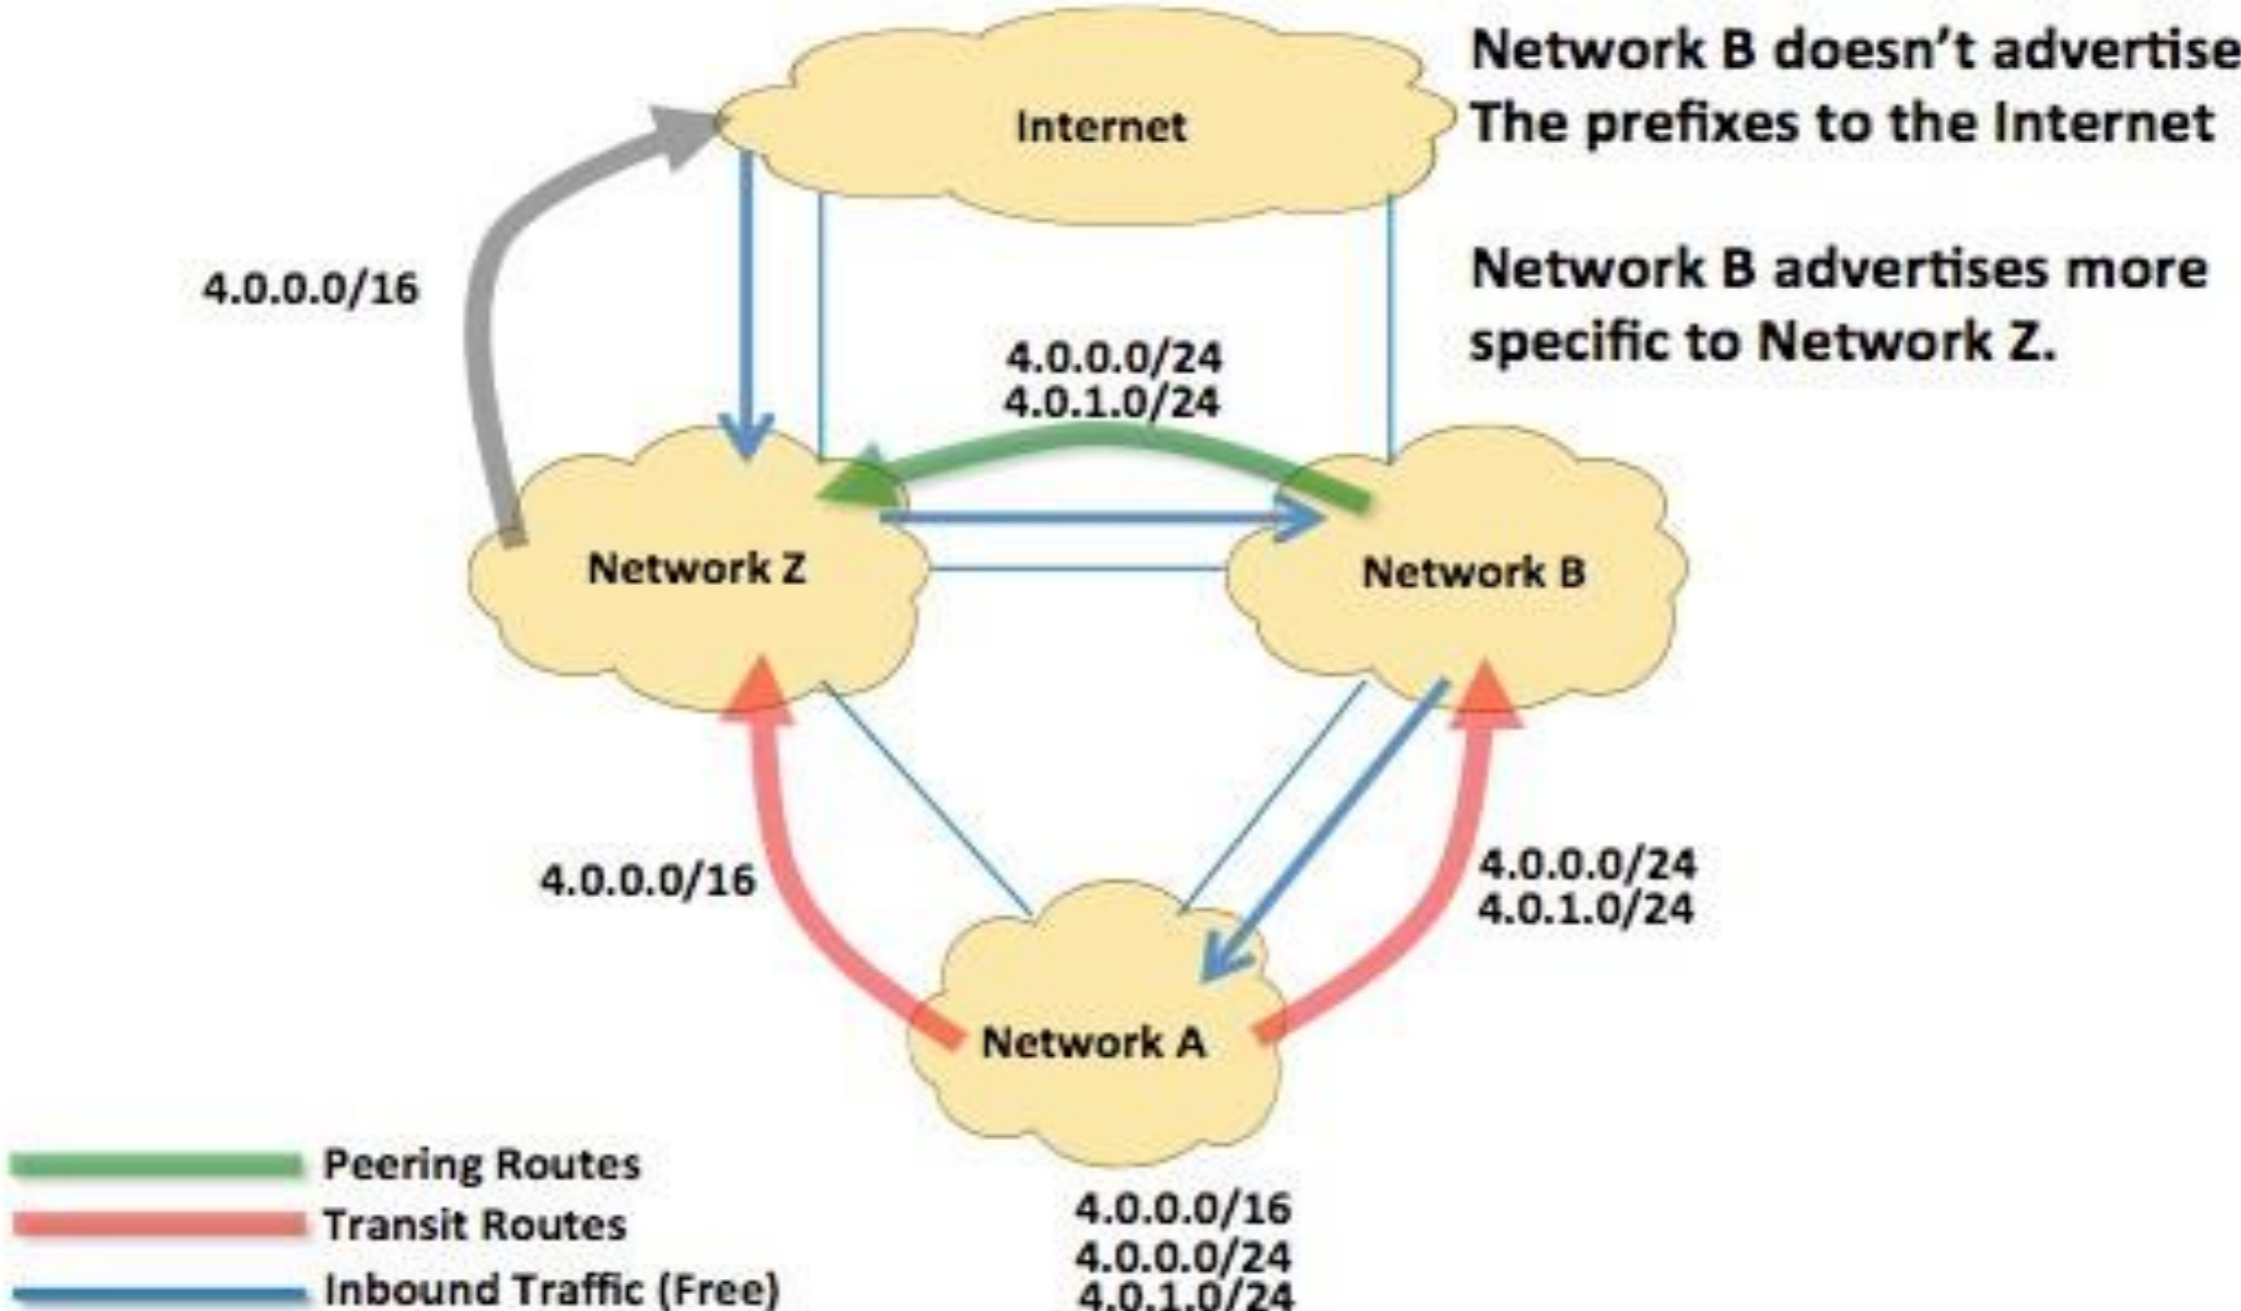 Internet
Network B doesn't advertise
The prefixes to the Internet
4.0.0.0/16
Network B advertises more
specific to Network Z.
4.0.0.0/24
4.0.1.0/24
Network Z
Network B
4.0.0.0/16
4.0.0.0/24
4.0.1.0/24
Network A
Peering Routes
Transit Routes
Inbound Traffic (Free)
4.0.0.0/16
4.0.0.0/24
4.0.1.0/24